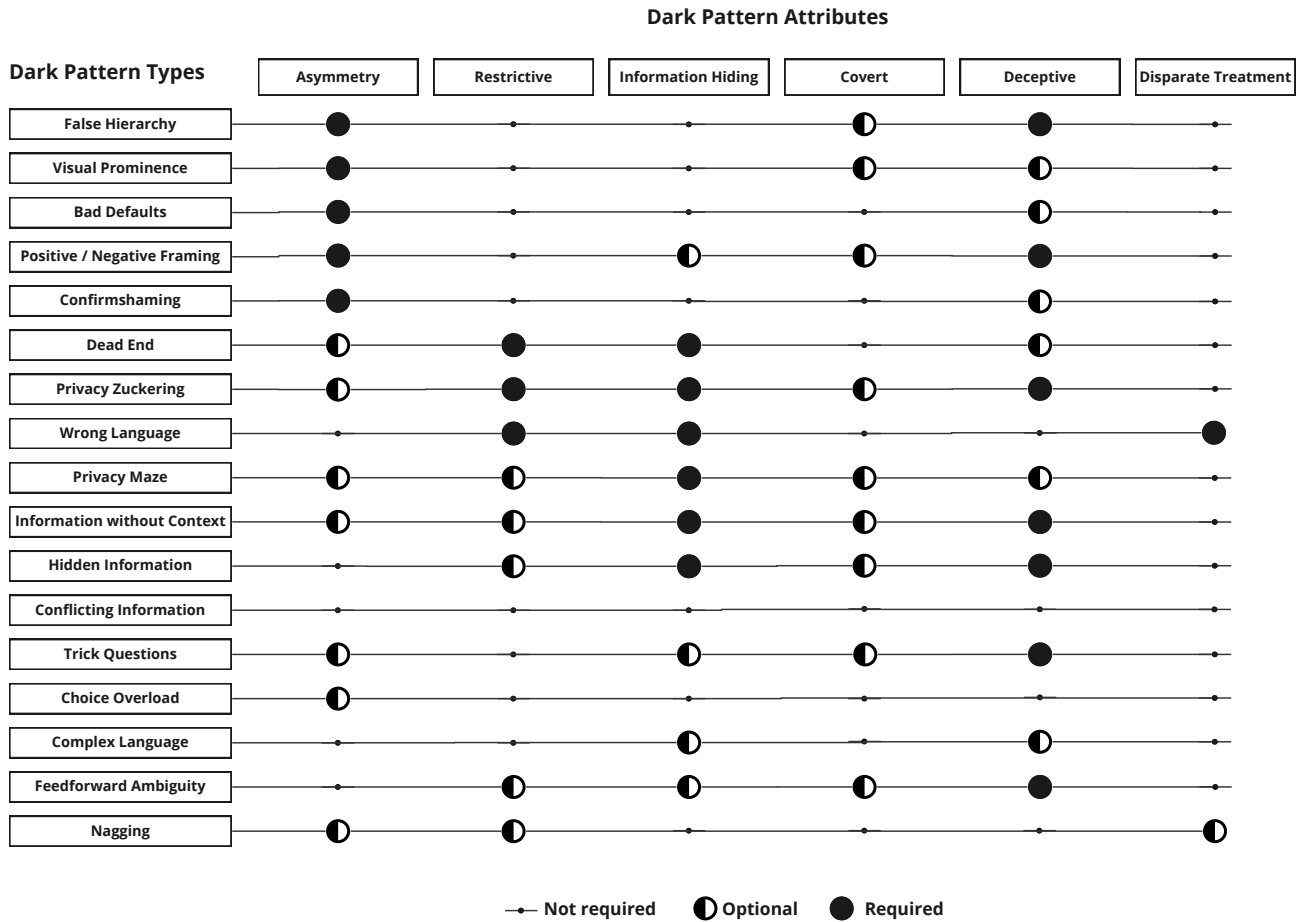 Dark Pattern Attributes
Dark Pattern Types
Asymmetry
Restrictive
Information Hiding
Covert
Deceptive
Disparate Treatment
False Hierarchy
Visual Prominence
Bad Defaults
Positive / Negative Framing
Confirmshaming
Dead End
Privacy Zuckering
Wrong Language
Privacy Maze
Information without Context
Hidden Information
Conflicting Information
Trick Questions
Choice Overload
Complex Language
Feedforward Ambiguity
Nagging
Not required
Optional
Required